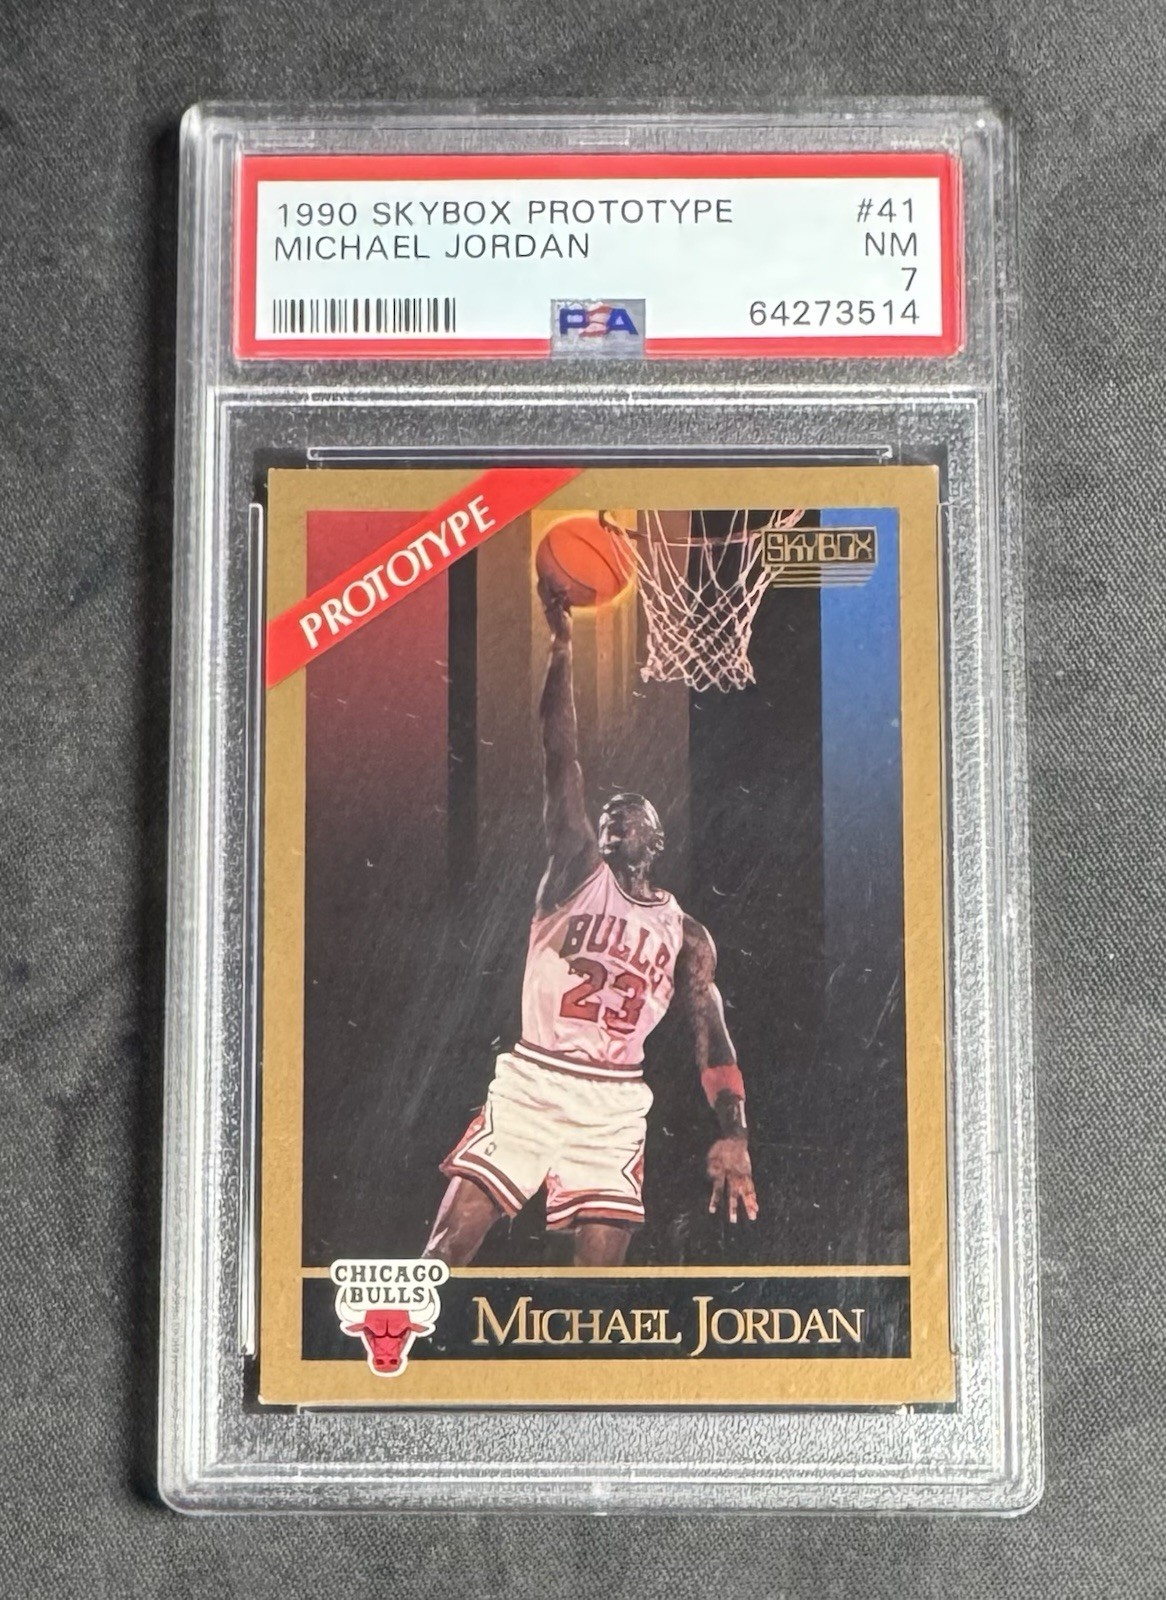 1990 SKYBOX PROTOTYPE #41
MICHAEL JORDAN NM
7
PSA 64273514
PROTOTYPE
SKYBOX
BULLS
23
CHICAGO
BULLS
MICHAEL JORDAN